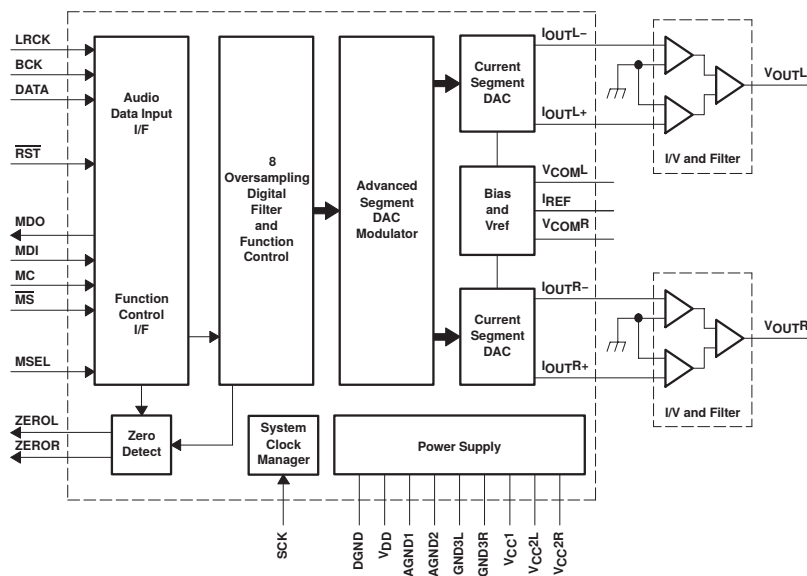 LRCK
BCK
DATA
RST
MDO
MDI
MC
MS
MSEL
ZEROL
ZEROR
Audio
Data Input
I/F
Function
Control
I/F
8
Oversampling
Digital
Filter
and
Function
Control
Advanced
Segment
DAC
Modulator
Current
Segment
DAC
Bias
and
Vref
Current
Segment
DAC
IOUTL–
IOUTL+
VCOML
IREF
VCOMR
IOUTR–
IOUTR+
VOUTL
I/V and Filter
VOUTR
I/V and Filter
Zero
Detect
System
Clock
Manager
Power Supply
SCK
DGND
VDD
AGND1
AGND2
GND3L
GND3R
VCC1
VCC2L
VCC2R